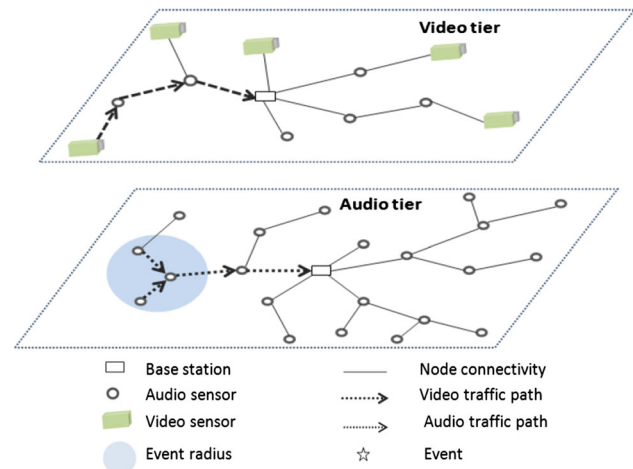 Video tier
Audio tier
Base station
Node connectivity
Audio sensor
Video traffic path
Video sensor
Audio traffic path
Event radius
Event